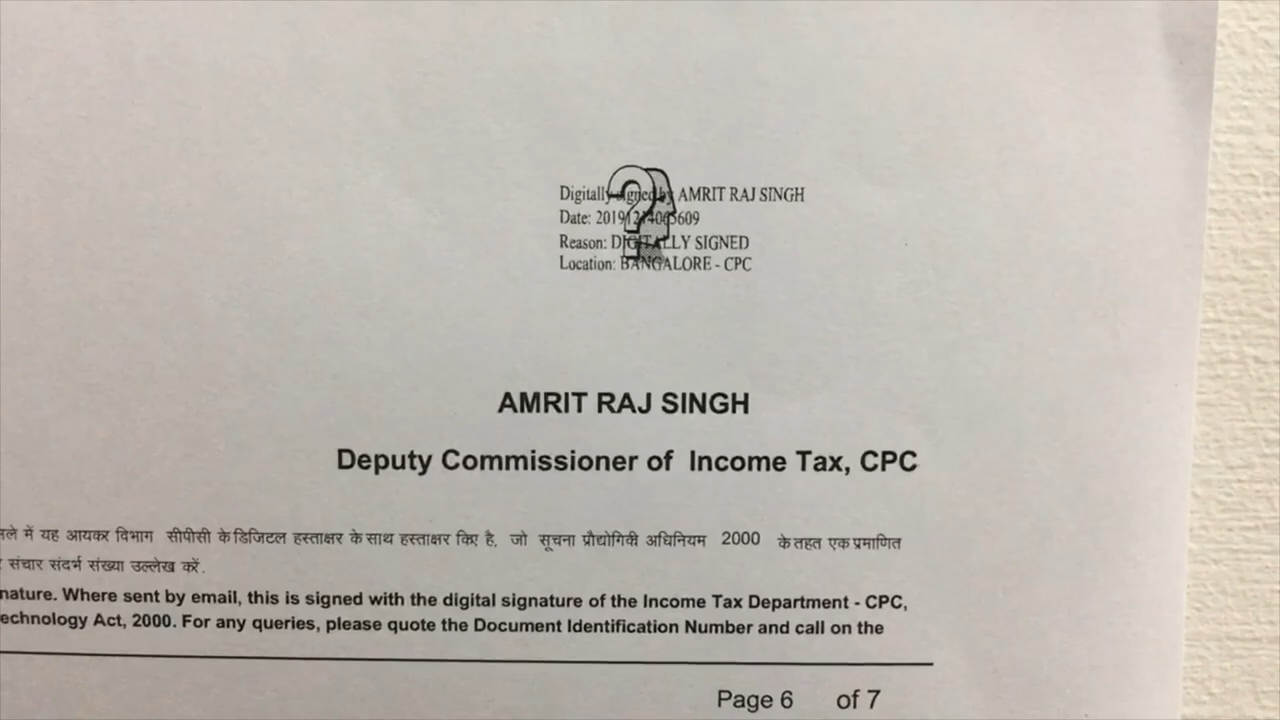 Digitally signed by AMRIT RAJ SINGH
Date: 20191214065609
Reason: DIGITALLY SIGNED
Location: BANGALORE - CPC
AMRIT RAJ SINGH
Deputy Commissioner of Income Tax, CPC
में यह आयकर विभाग सीपीसी के डिजिटल हस्ताक्षर के साथ हस्ताक्षर किए है, जो सूचना प्रौद्योगिकी अधिनियम 2000 के तहत एक प्रमाणित
संचार संदर्भ संख्या उल्लेख करें.
nature. Where sent by email, this is signed with the digital signature of the Income Tax Department - CPC,
echnology Act, 2000. For any queries, please quote the Document Identification Number and call on the
Page 6 of 7